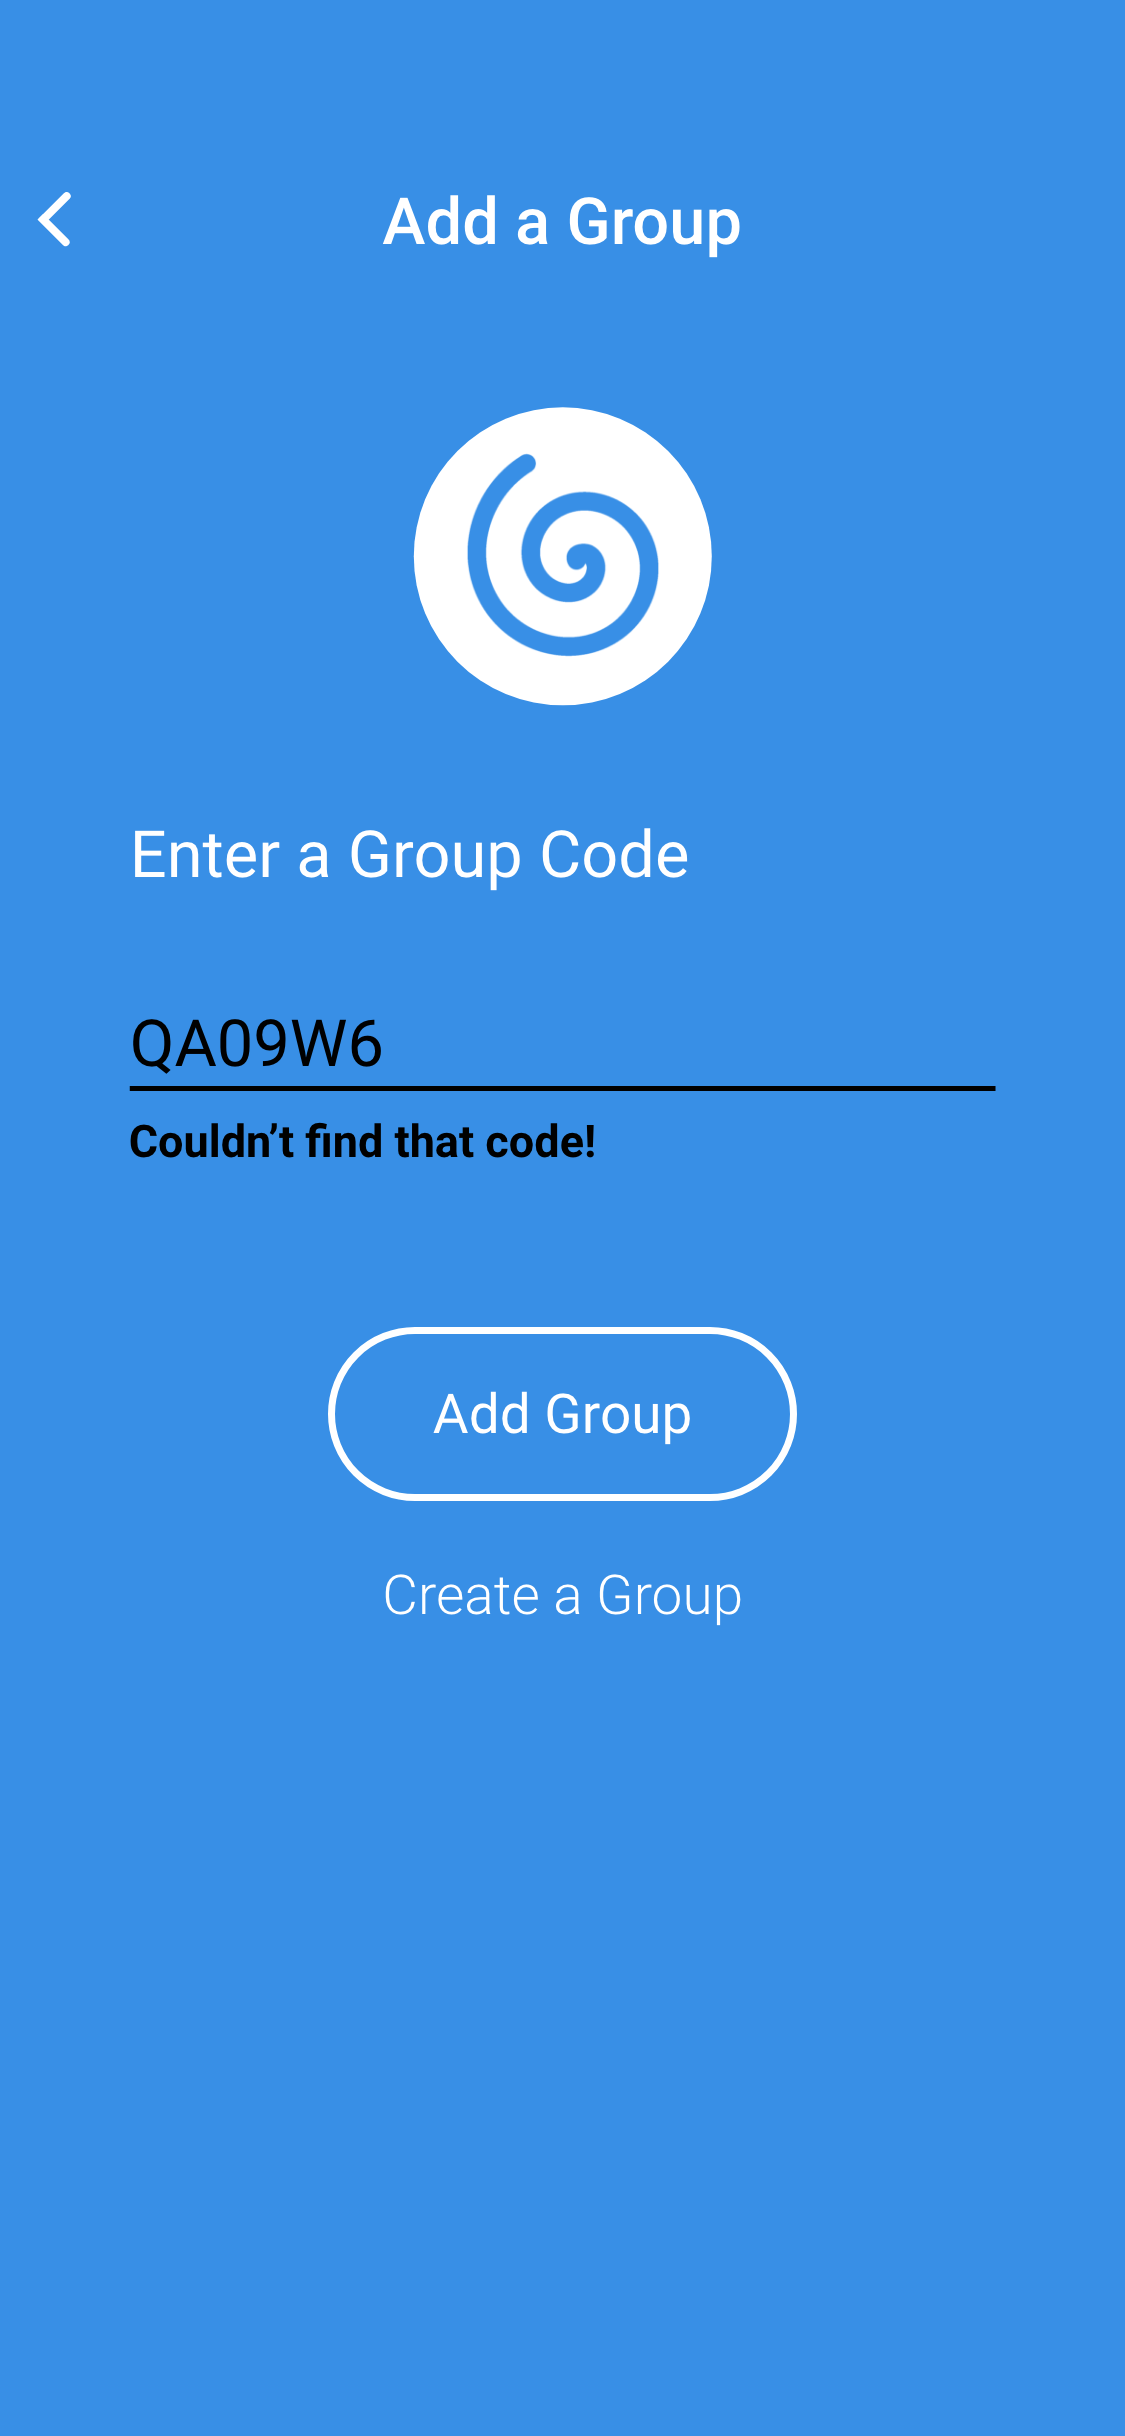 Add a Group
Enter a Group Code
QA09W6
Couldn’t find that code!
Add Group
Create a Group